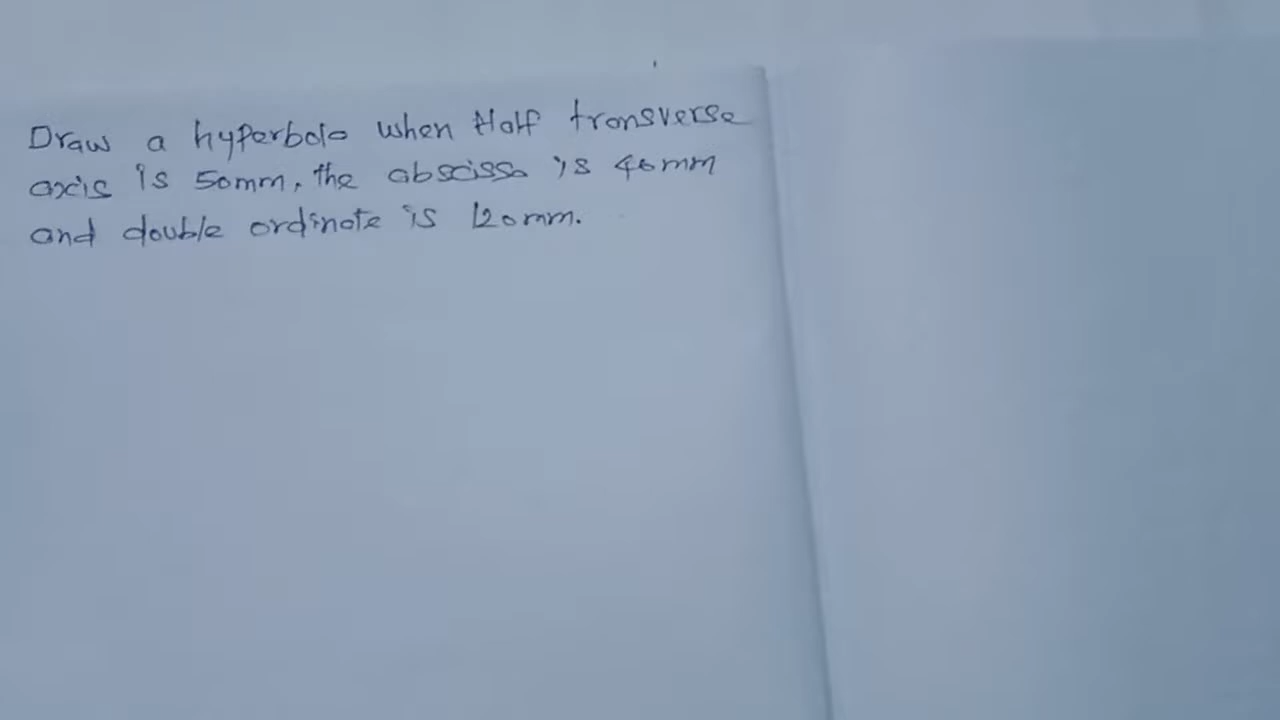 Draw a hyperbola when Half transverse
axis is 50mm, the abscissa is 40mm
and double ordinate is 120mm.